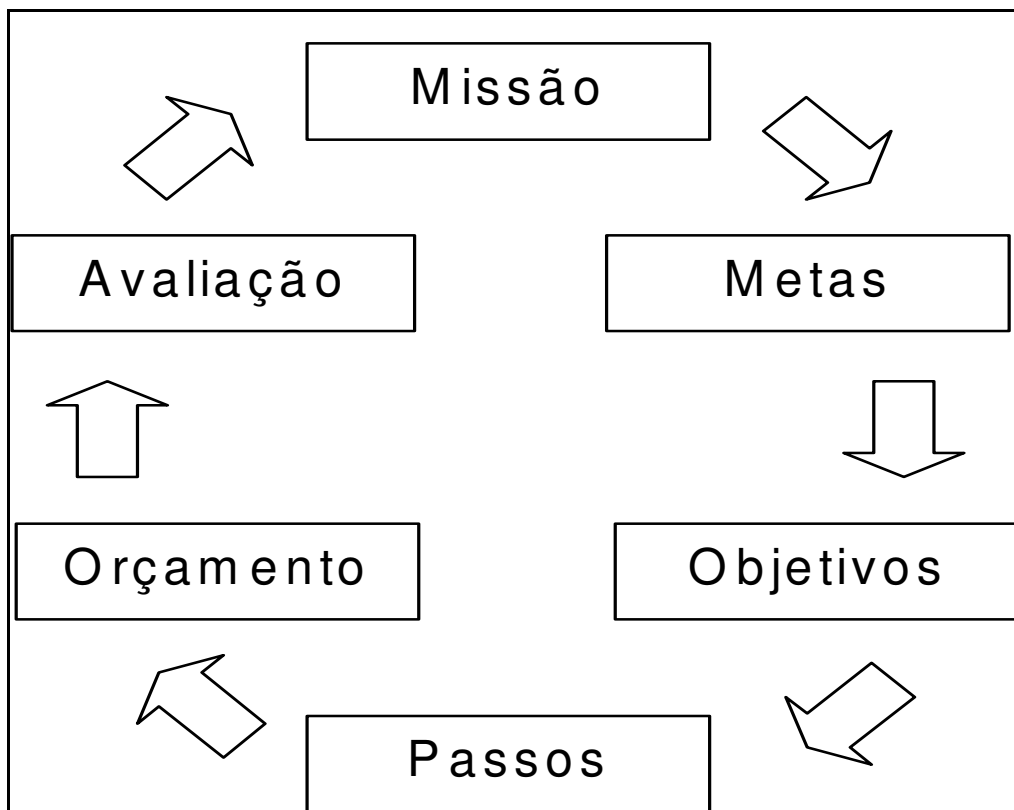 Missão
Avaliação
Metas
Orçamento
Objetivos
Passos